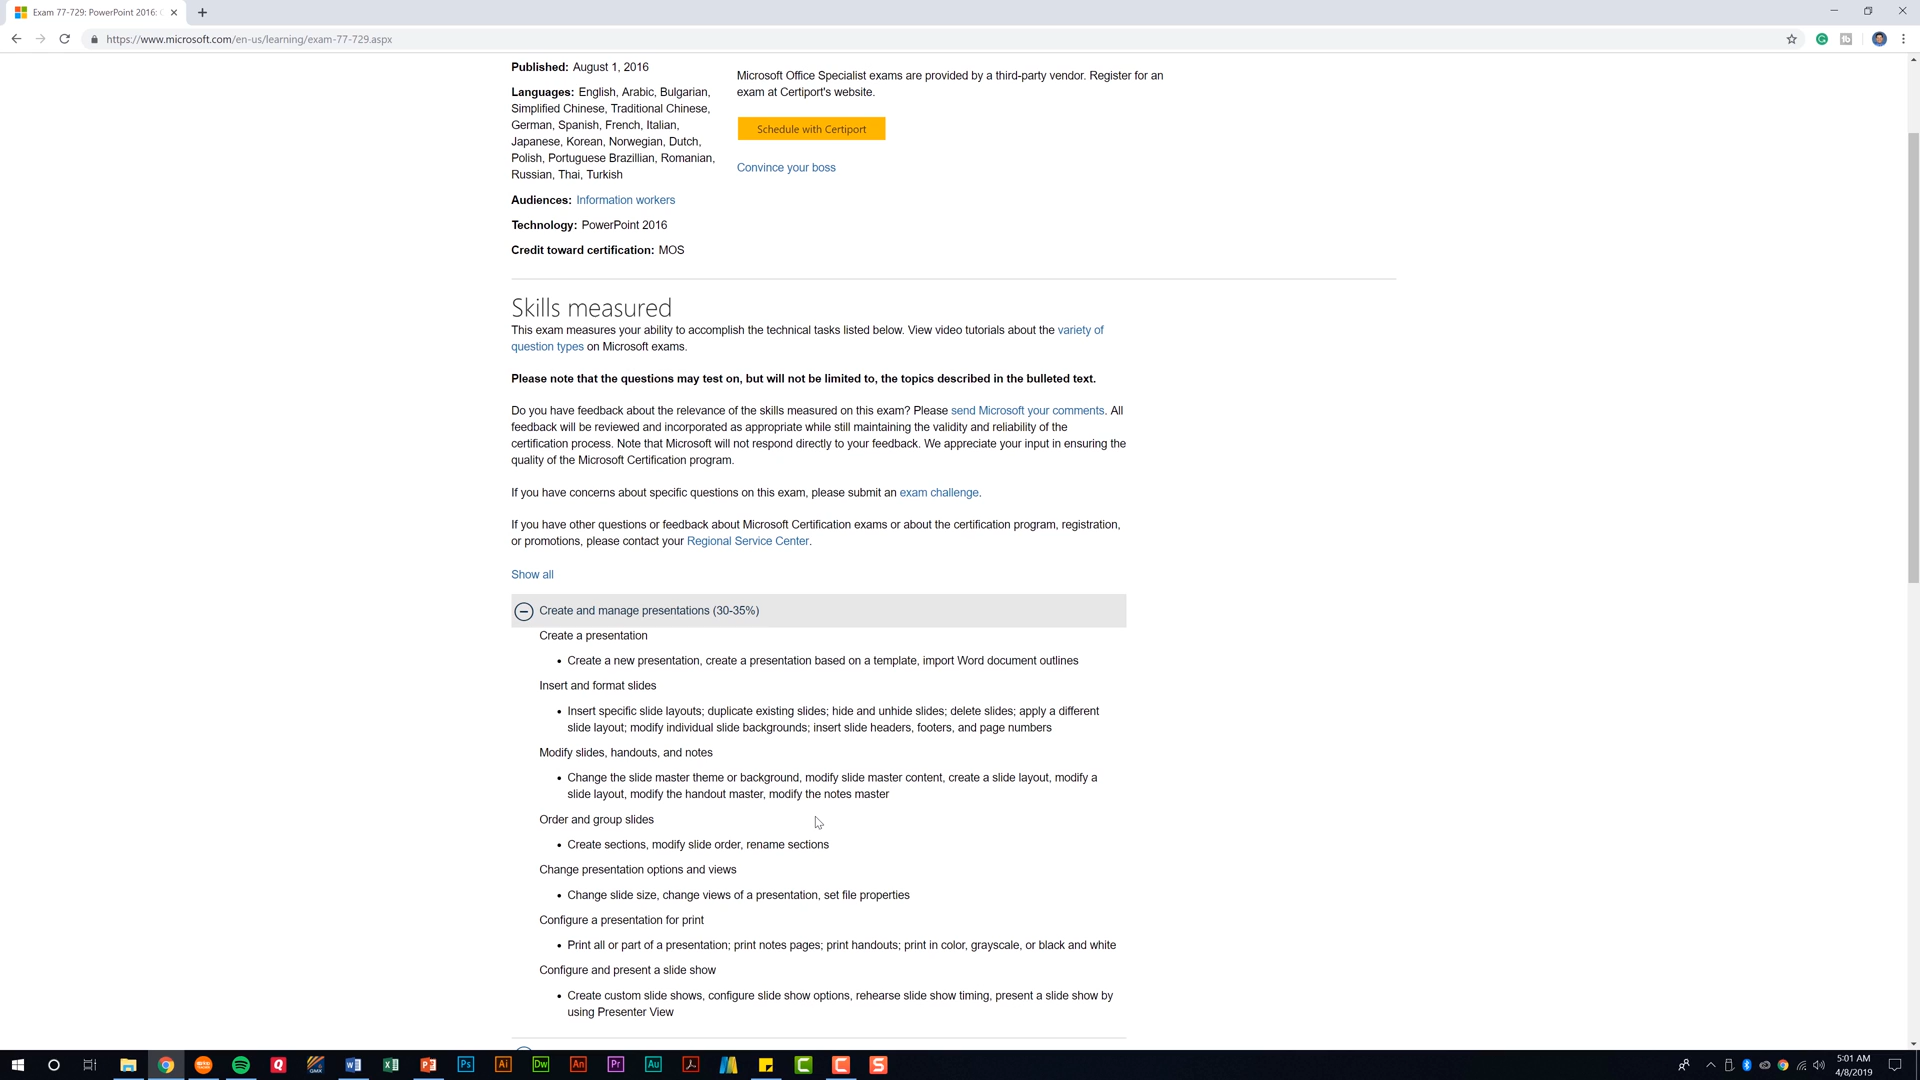 Exam 77-729: PowerPoint 2016:
https://www.microsoft.com/en-us/learning/exam-77-729.aspx
Published: August 1, 2016
Languages: English, Arabic, Bulgarian,
Simplified Chinese, Traditional Chinese,
German, Spanish, French, Italian,
Japanese, Korean, Norwegian, Dutch,
Polish, Portuguese Brazillian, Romanian,
Russian, Thai, Turkish
Audiences: Information workers
Technology: PowerPoint 2016
Credit toward certification: MOS
Microsoft Office Specialist exams are provided by a third-party vendor. Register for an
exam at Certiport's website.
Schedule with Certiport
Convince your boss
Skills measured
This exam measures your ability to accomplish the technical tasks listed below. View video tutorials about the variety of
question types on Microsoft exams.
Please note that the questions may test on, but will not be limited to, the topics described in the bulleted text.
Do you have feedback about the relevance of the skills measured on this exam? Please send Microsoft your comments. All
feedback will be reviewed and incorporated as appropriate while still maintaining the validity and reliability of the
certification process. Note that Microsoft will not respond directly to your feedback. We appreciate your input in ensuring the
quality of the Microsoft Certification program.
If you have concerns about specific questions on this exam, please submit an exam challenge.
If you have other questions or feedback about Microsoft Certification exams or about the certification program, registration,
or promotions, please contact your Regional Service Center.
Show all
Create and manage presentations (30-35%)
Create a presentation
• Create a new presentation, create a presentation based on a template, import Word document outlines
Insert and format slides
• Insert specific slide layouts; duplicate existing slides; hide and unhide slides; delete slides; apply a different
slide layout; modify individual slide backgrounds; insert slide headers, footers, and page numbers
Modify slides, handouts, and notes
• Change the slide master theme or background, modify slide master content, create a slide layout, modify a
slide layout, modify the handout master, modify the notes master
Order and group slides
• Create sections, modify slide order, rename sections
Change presentation options and views
• Change slide size, change views of a presentation, set file properties
Configure a presentation for print
• Print all or part of a presentation; print notes pages; print handouts; print in color, grayscale, or black and white
Configure and present a slide show
• Create custom slide shows, configure slide show options, rehearse slide show timing, present a slide show by
using Presenter View
Ps Ai Dw An Pr Au
5:01 AM
4/8/2019